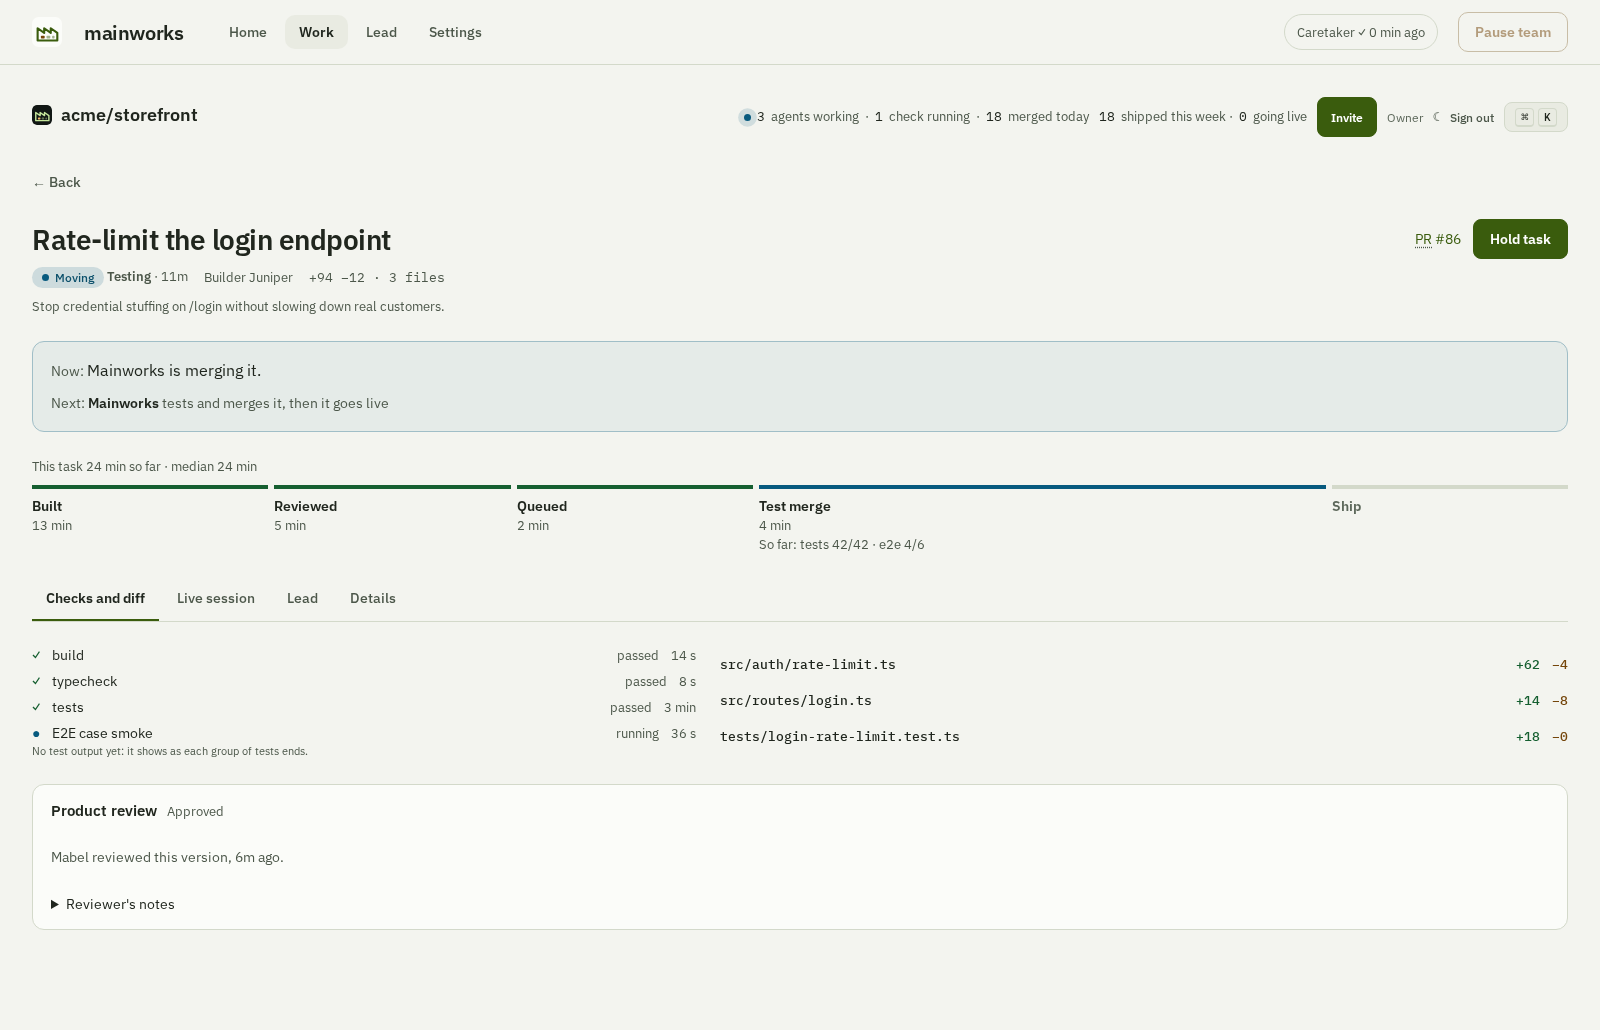 mainworks
Home
Work
Lead
Settings
Caretaker ✓ 0 min ago
Pause team
acme/storefront
3 agents working · 1 check running · 18 merged today 18 shipped this week · 0 going live
Invite
Owner
☾ Sign out
⌘ K
← Back
Rate-limit the login endpoint
PR #86
Hold task
Moving Testing · 11m Builder Juniper +94 −12 · 3 files
Stop credential stuffing on /login without slowing down real customers.
Now: Mainworks is merging it.
Next: Mainworks tests and merges it, then it goes live
This task 24 min so far · median 24 min
Built
13 min
Reviewed
5 min
Queued
2 min
Test merge
4 min
So far: tests 42/42 · e2e 4/6
Ship
Checks and diff
Live session
Lead
Details
✓ build passed 14 s
✓ typecheck passed 8 s
✓ tests passed 3 min
● E2E case smoke running 36 s
No test output yet: it shows as each group of tests ends.
src/auth/rate-limit.ts +62 −4
src/routes/login.ts +14 −8
tests/login-rate-limit.test.ts +18 −0
Product review Approved
Mabel reviewed this version, 6m ago.
▶ Reviewer's notes